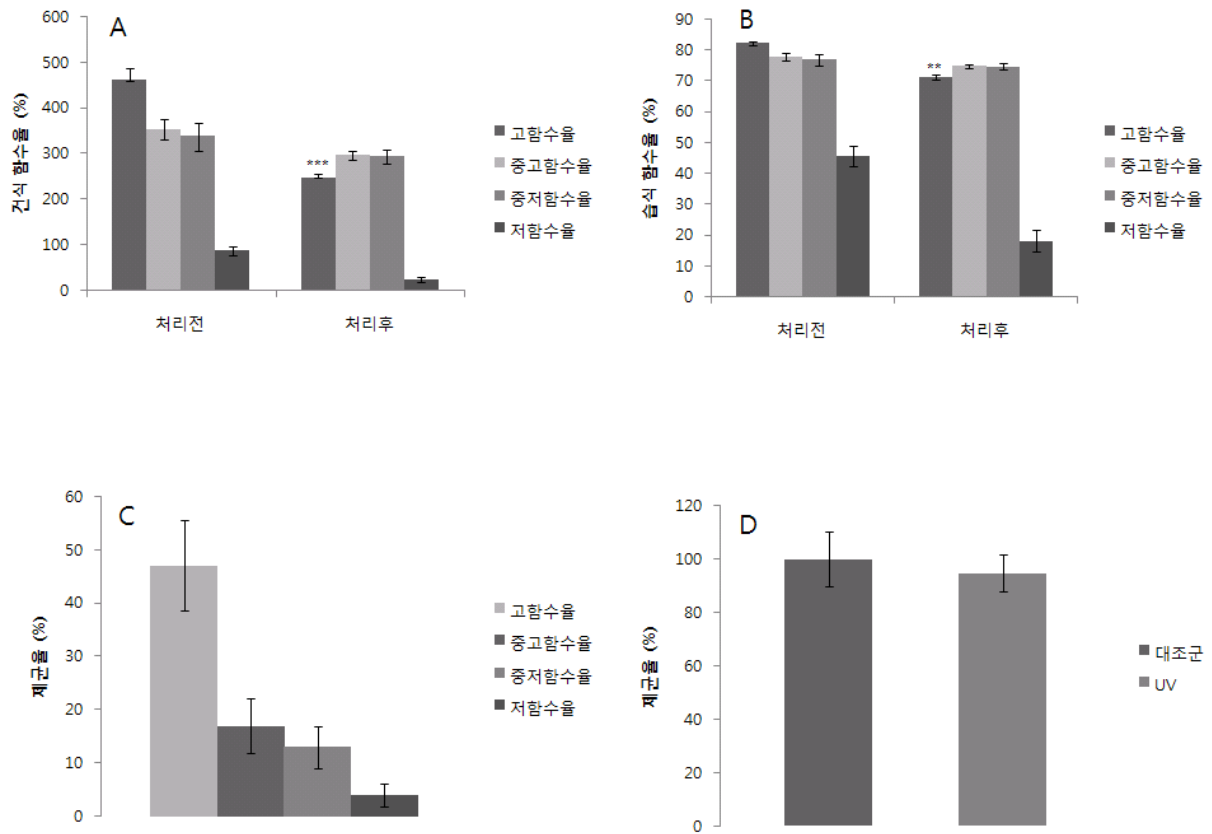 A
건식 함수율 (%)
600
500
400
300
200
100
0
***
처리전
처리후
고함수율
중고함수율
중저함수율
저함수율
B
습식 함수율 (%)
90
80
70
60
50
40
30
20
10
0
**
처리전
처리후
고함수율
중고함수율
중저함수율
저함수율
C
제균율 (%)
60
50
40
30
20
10
0
고함수율
중고함수율
중저함수율
저함수율
D
제균율 (%)
120
100
80
60
40
20
0
대조군
UV